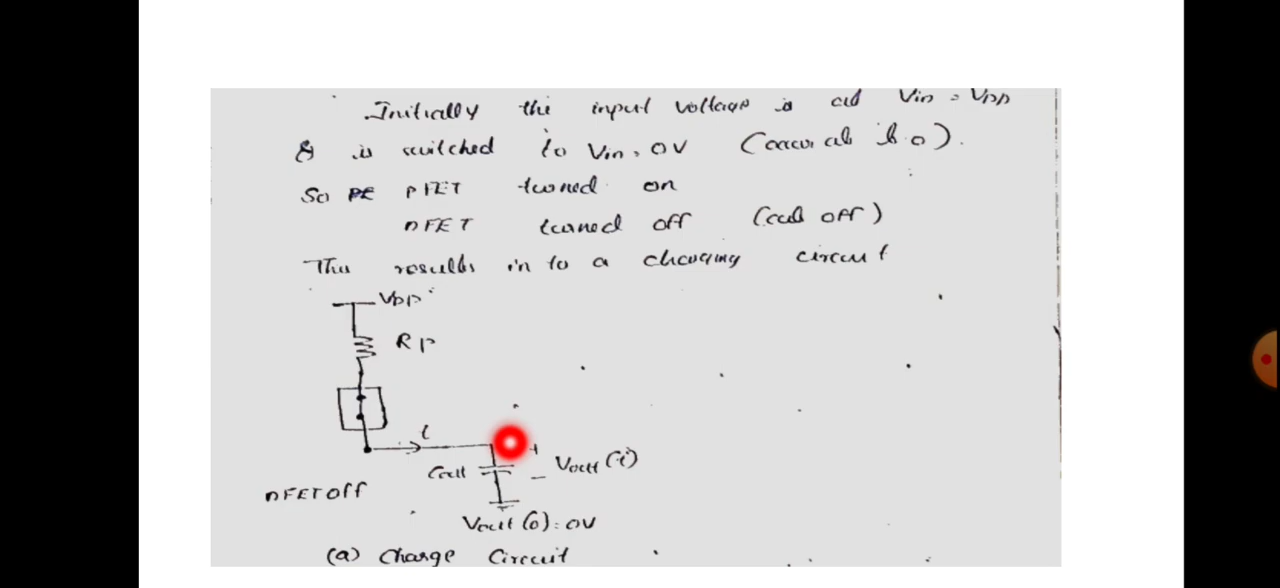 Initially the input voltage is at Vin = VDD
& is switched to Vin = 0V (occur at t=0).
So PE PFET turned on
nFET turned off (cut off)
This results in to a charging circuit
VDD
Rp
i
+
Cout
- Vout (t)
nFET off
Vout (0) = 0V
(a) Charge Circuit